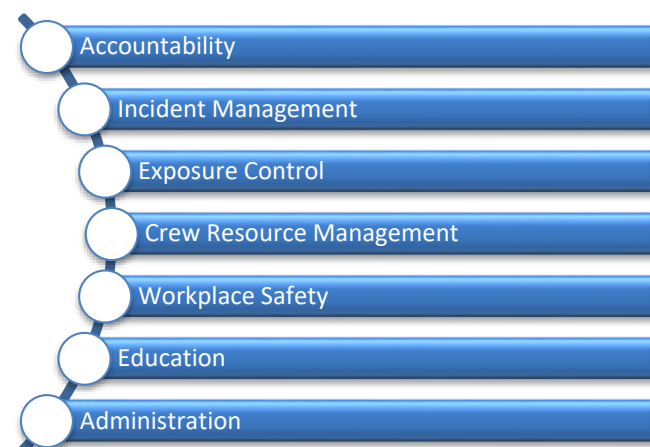 Accountability
Incident Management
Exposure Control
Crew Resource Management
Workplace Safety
Education
Administration